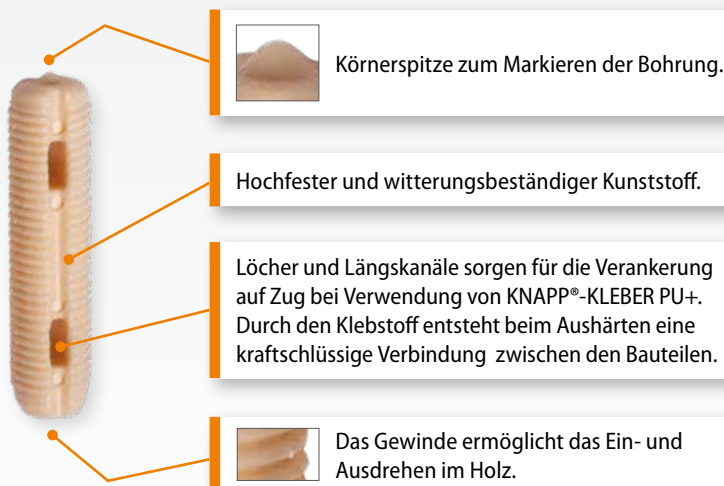 Körnerspitze zum Markieren der Bohrung.
Hochfester und witterungsbeständiger Kunststoff.
Löcher und Längskanäle sorgen für die Verankerung
auf Zug bei Verwendung von KNAPP®-KLEBER PU+.
Durch den Klebstoff entsteht beim Aushärten eine
kraftschlüssige Verbindung zwischen den Bauteilen.
Das Gewinde ermöglicht das Ein- und
Ausdrehen im Holz.